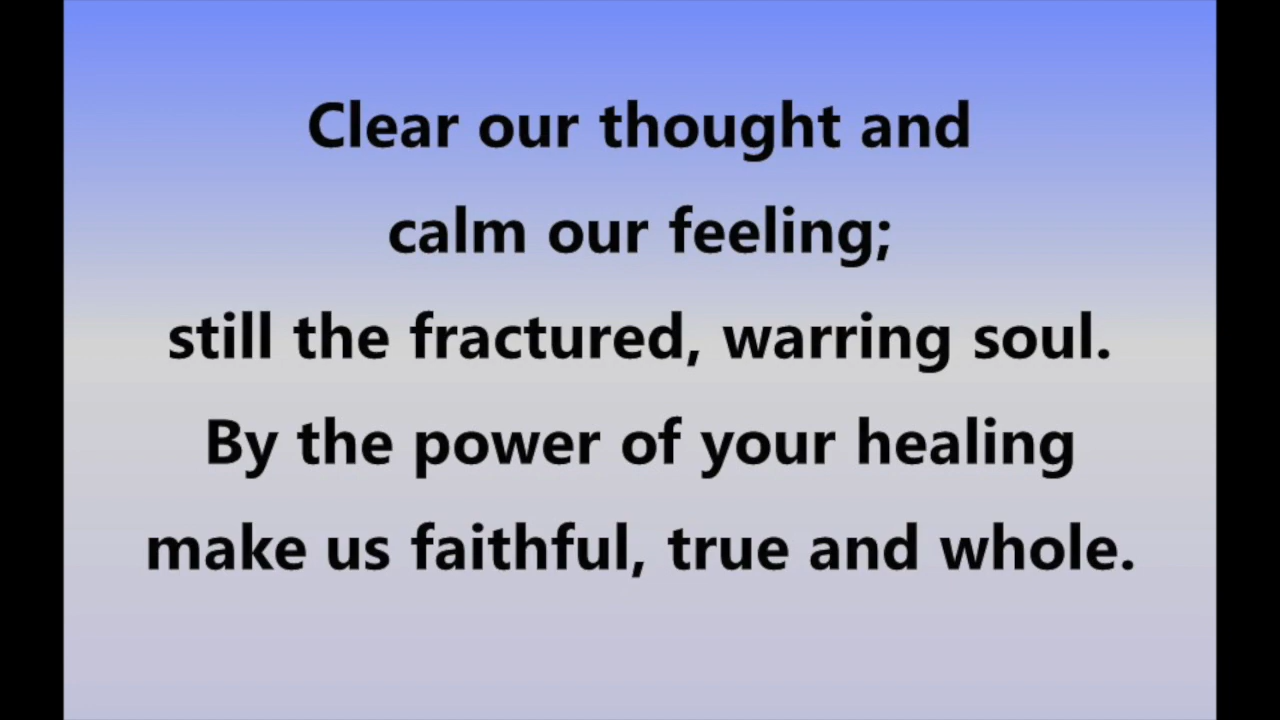 Clear our thought and
calm our feeling;
still the fractured, warring soul.
By the power of your healing
make us faithful, true and whole.